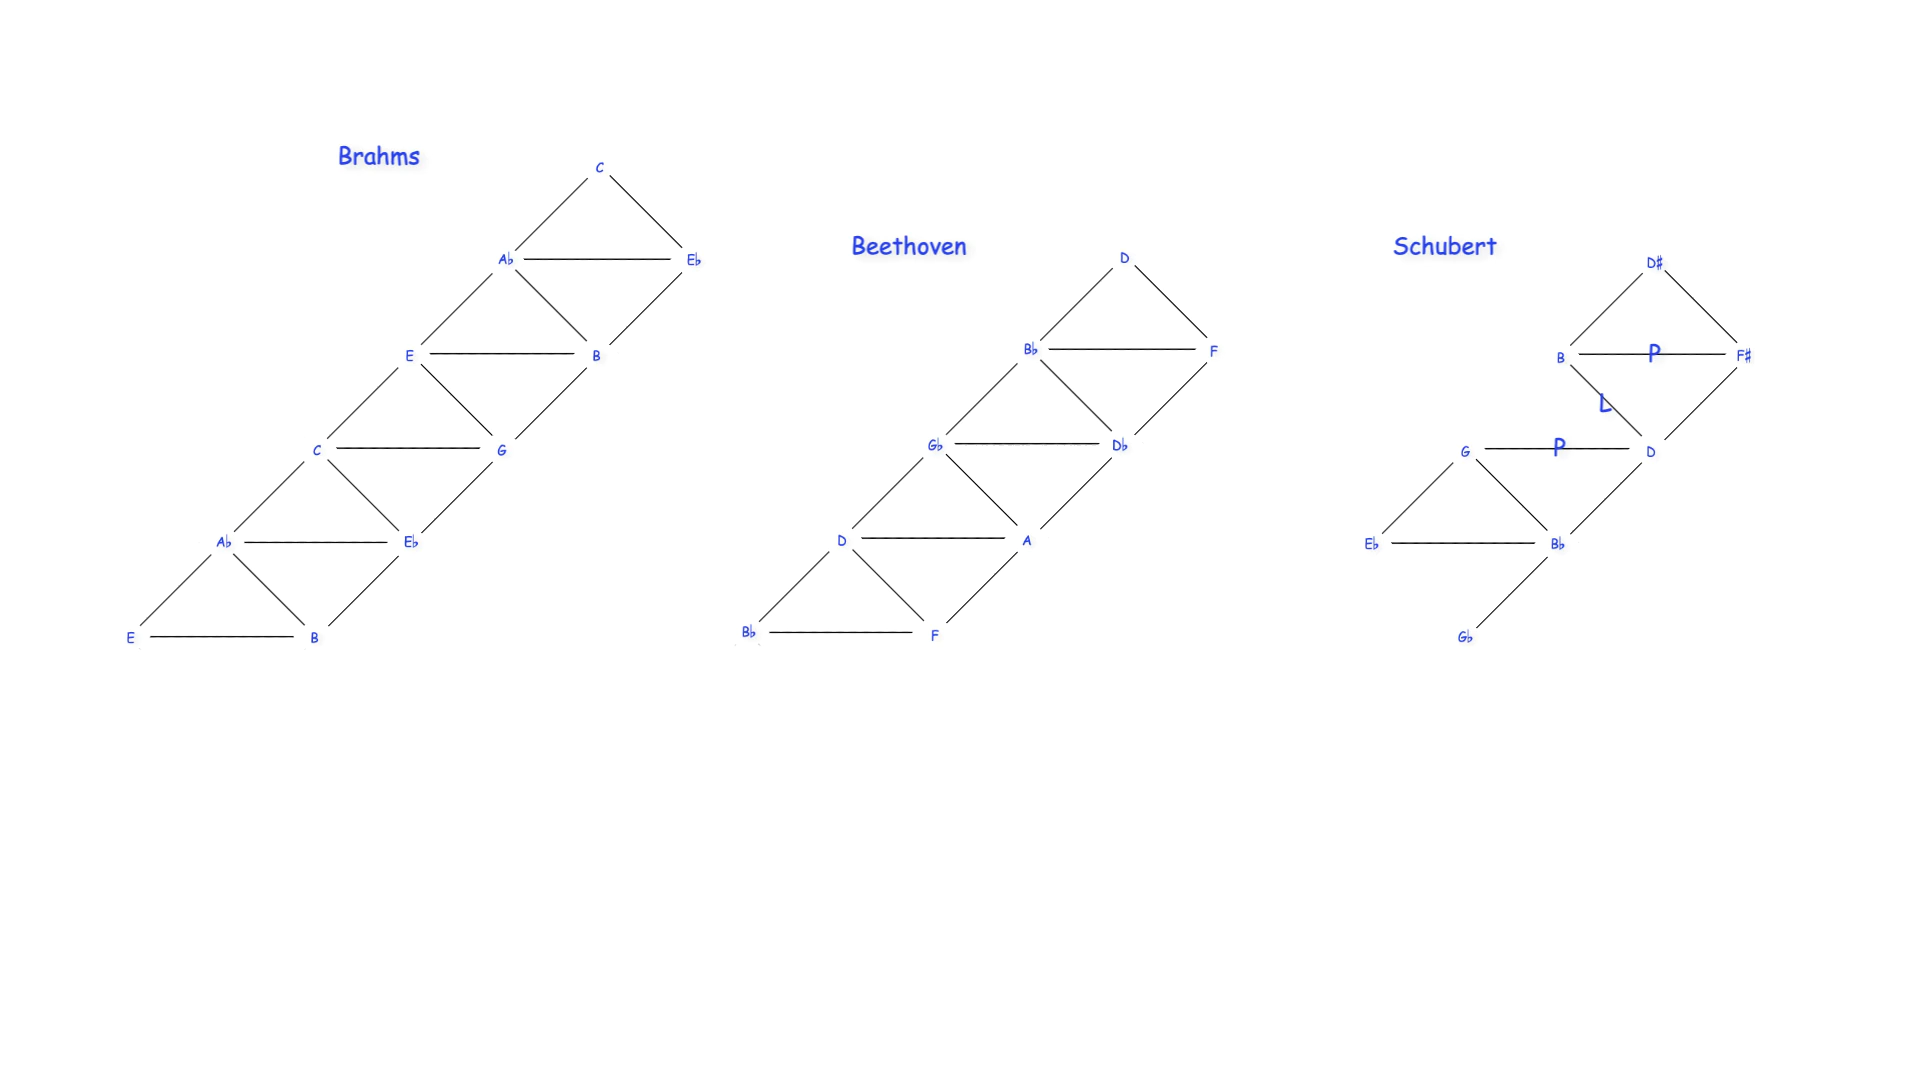 Brahms
C
A♭ E♭
E B
C G
A♭ E♭
E B
Beethoven
D
B♭ F
G♭ D♭
D A
B♭ F
Schubert
D♯
B P F♯
L
G P D
E♭ B♭
G♭